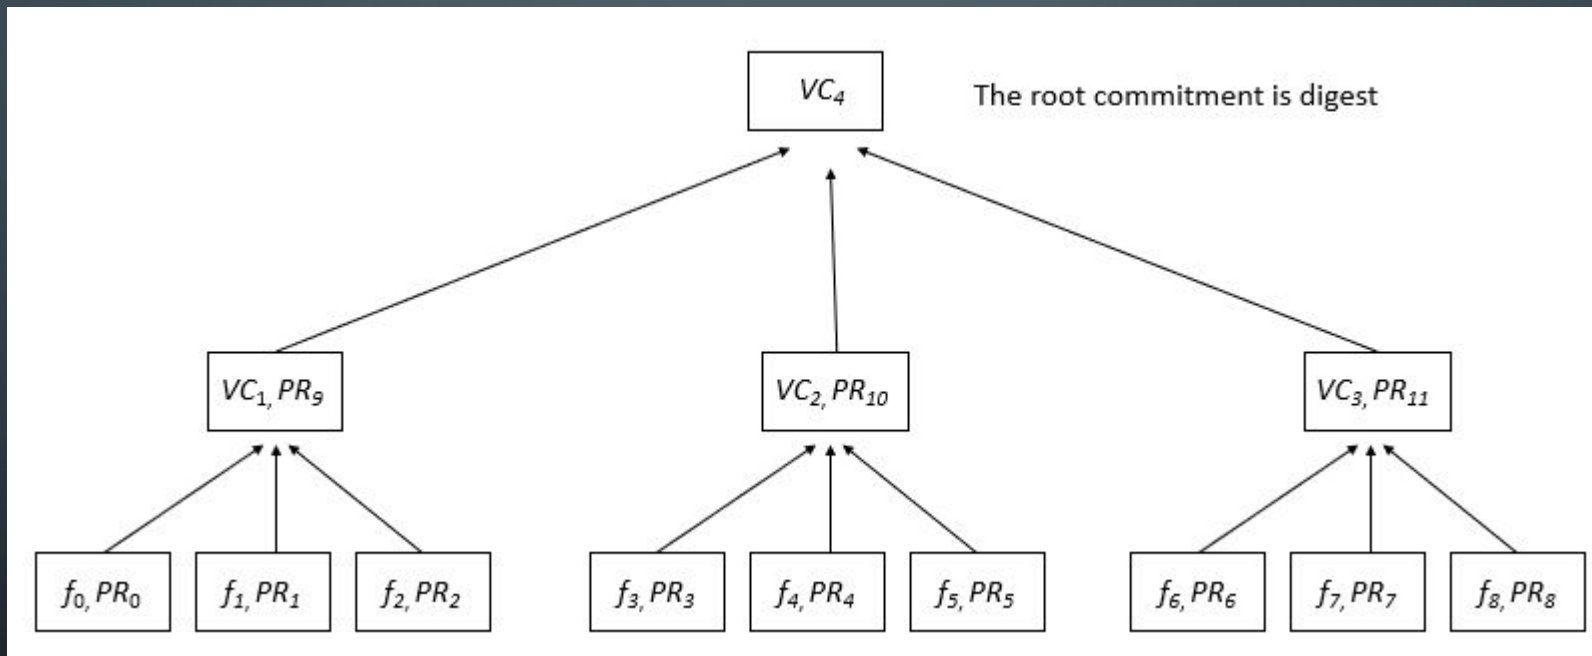 VC₄
The root commitment is digest
VC₁, PR₉
VC₂, PR₁₀
VC₃, PR₁₁
f₀, PR₀
f₁, PR₁
f₂, PR₂
f₃, PR₃
f₄, PR₄
f₅, PR₅
f₆, PR₆
f₇, PR₇
f₈, PR₈